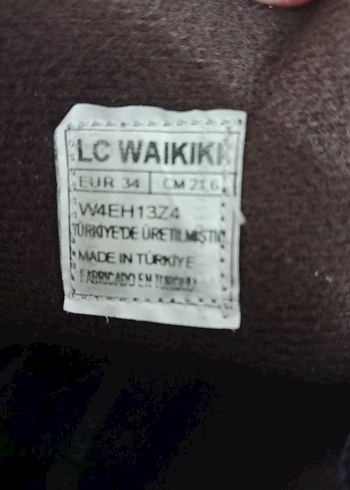 LC WAIKIKI
EUR 34 CM 21.6
W4EH13Z4
TÜRKİYE'DE ÜRETİLMİŞTİR
MADE IN TÜRKİYE
FABRICADO EN TURQUÍA